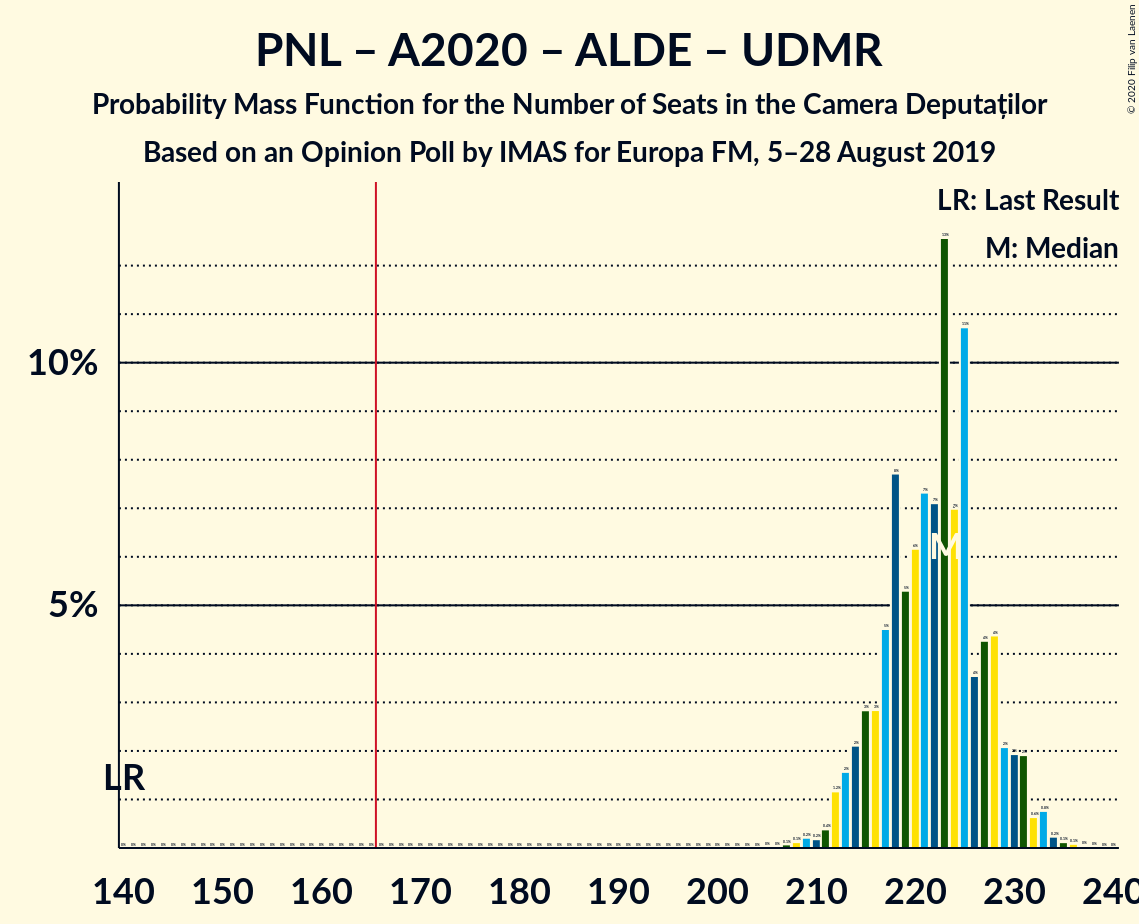 PNL – A2020 – ALDE – UDMR
Probability Mass Function for the Number of Seats in the Camera Deputaților
Based on an Opinion Poll by IMAS for Europa FM, 5–28 August 2019
© 2020 Filip van Laenen
LR: Last Result
M: Median
10%
5%
LR
M
140 150 160 170 180 190 200 210 220 230 240